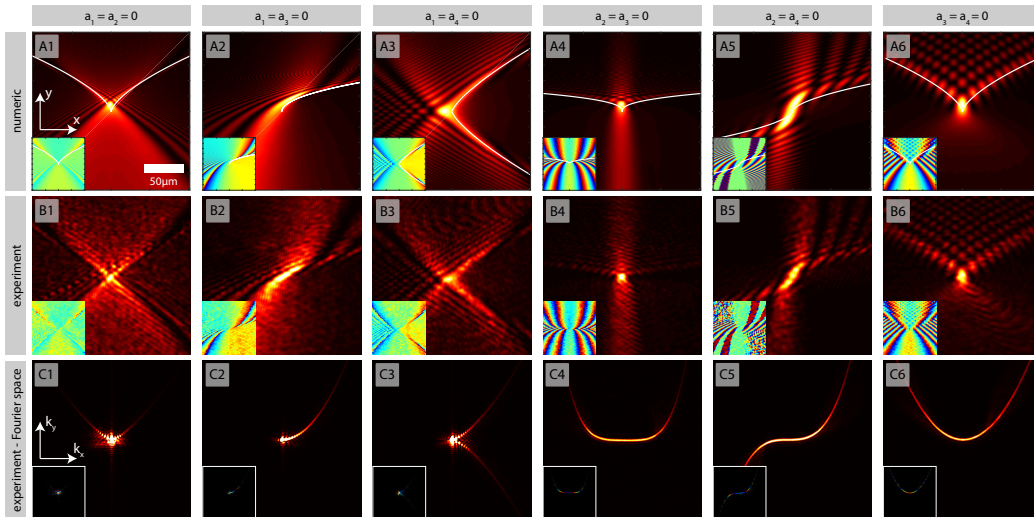 a₁ = a₂ = 0
a₁ = a₃ = 0
a₁ = a₄ = 0
a₂ = a₃ = 0
a₂ = a₄ = 0
a₃ = a₄ = 0
numeric
A1
A2
A3
A4
A5
A6
y
x
50µm
experiment
B1
B2
B3
B4
B5
B6
experiment - Fourier space
C1
C2
C3
C4
C5
C6
k_y
k_x